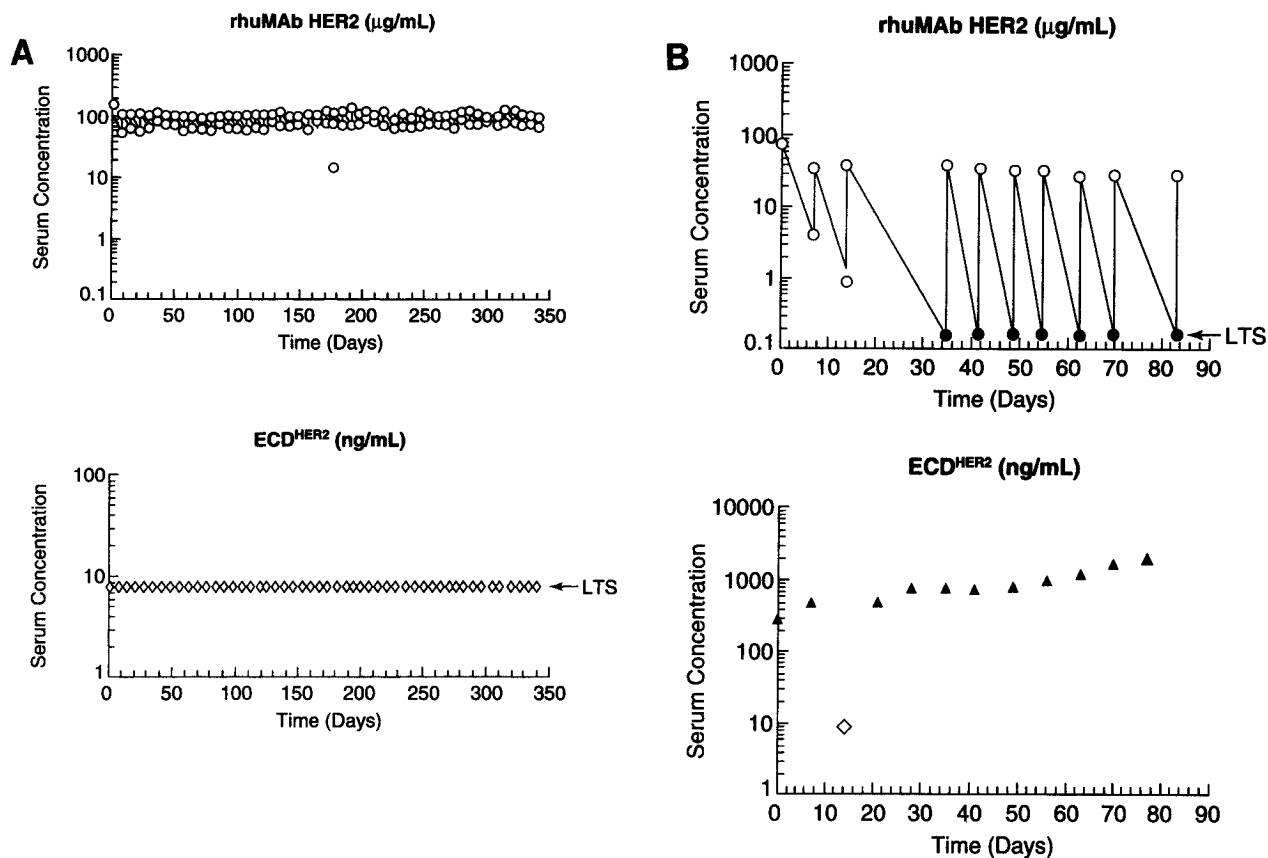 A
rhuMAb HER2 (µg/mL)
Serum Concentration
1000
100
10
1
0.1
0 50 100 150 200 250 300 350
Time (Days)
ECDHER2 (ng/mL)
Serum Concentration
100
10
1
LTS
0 50 100 150 200 250 300 350
Time (Days)
B
rhuMAb HER2 (µg/mL)
Serum Concentration
1000
100
10
1
0.1
LTS
0 10 20 30 40 50 60 70 80 90
Time (Days)
ECDHER2 (ng/mL)
Serum Concentration
10000
1000
100
10
1
0 10 20 30 40 50 60 70 80 90
Time (Days)